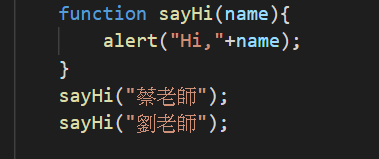 function sayHi(name){
alert("Hi,"+name);
}
sayHi("蔡老師");
sayHi("劉老師");